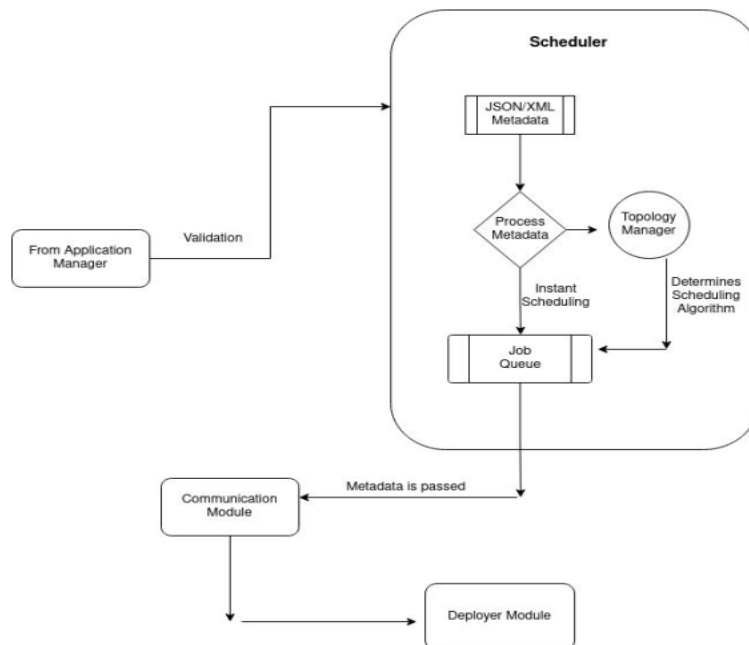 Scheduler
JSON/XML
Metadata
Process
Metadata
Topology
Manager
Validation
From Application
Manager
Instant
Scheduling
Determines
Scheduling
Algorithm
Job
Queue
Metadata is passed
Communication
Module
Deployer Module